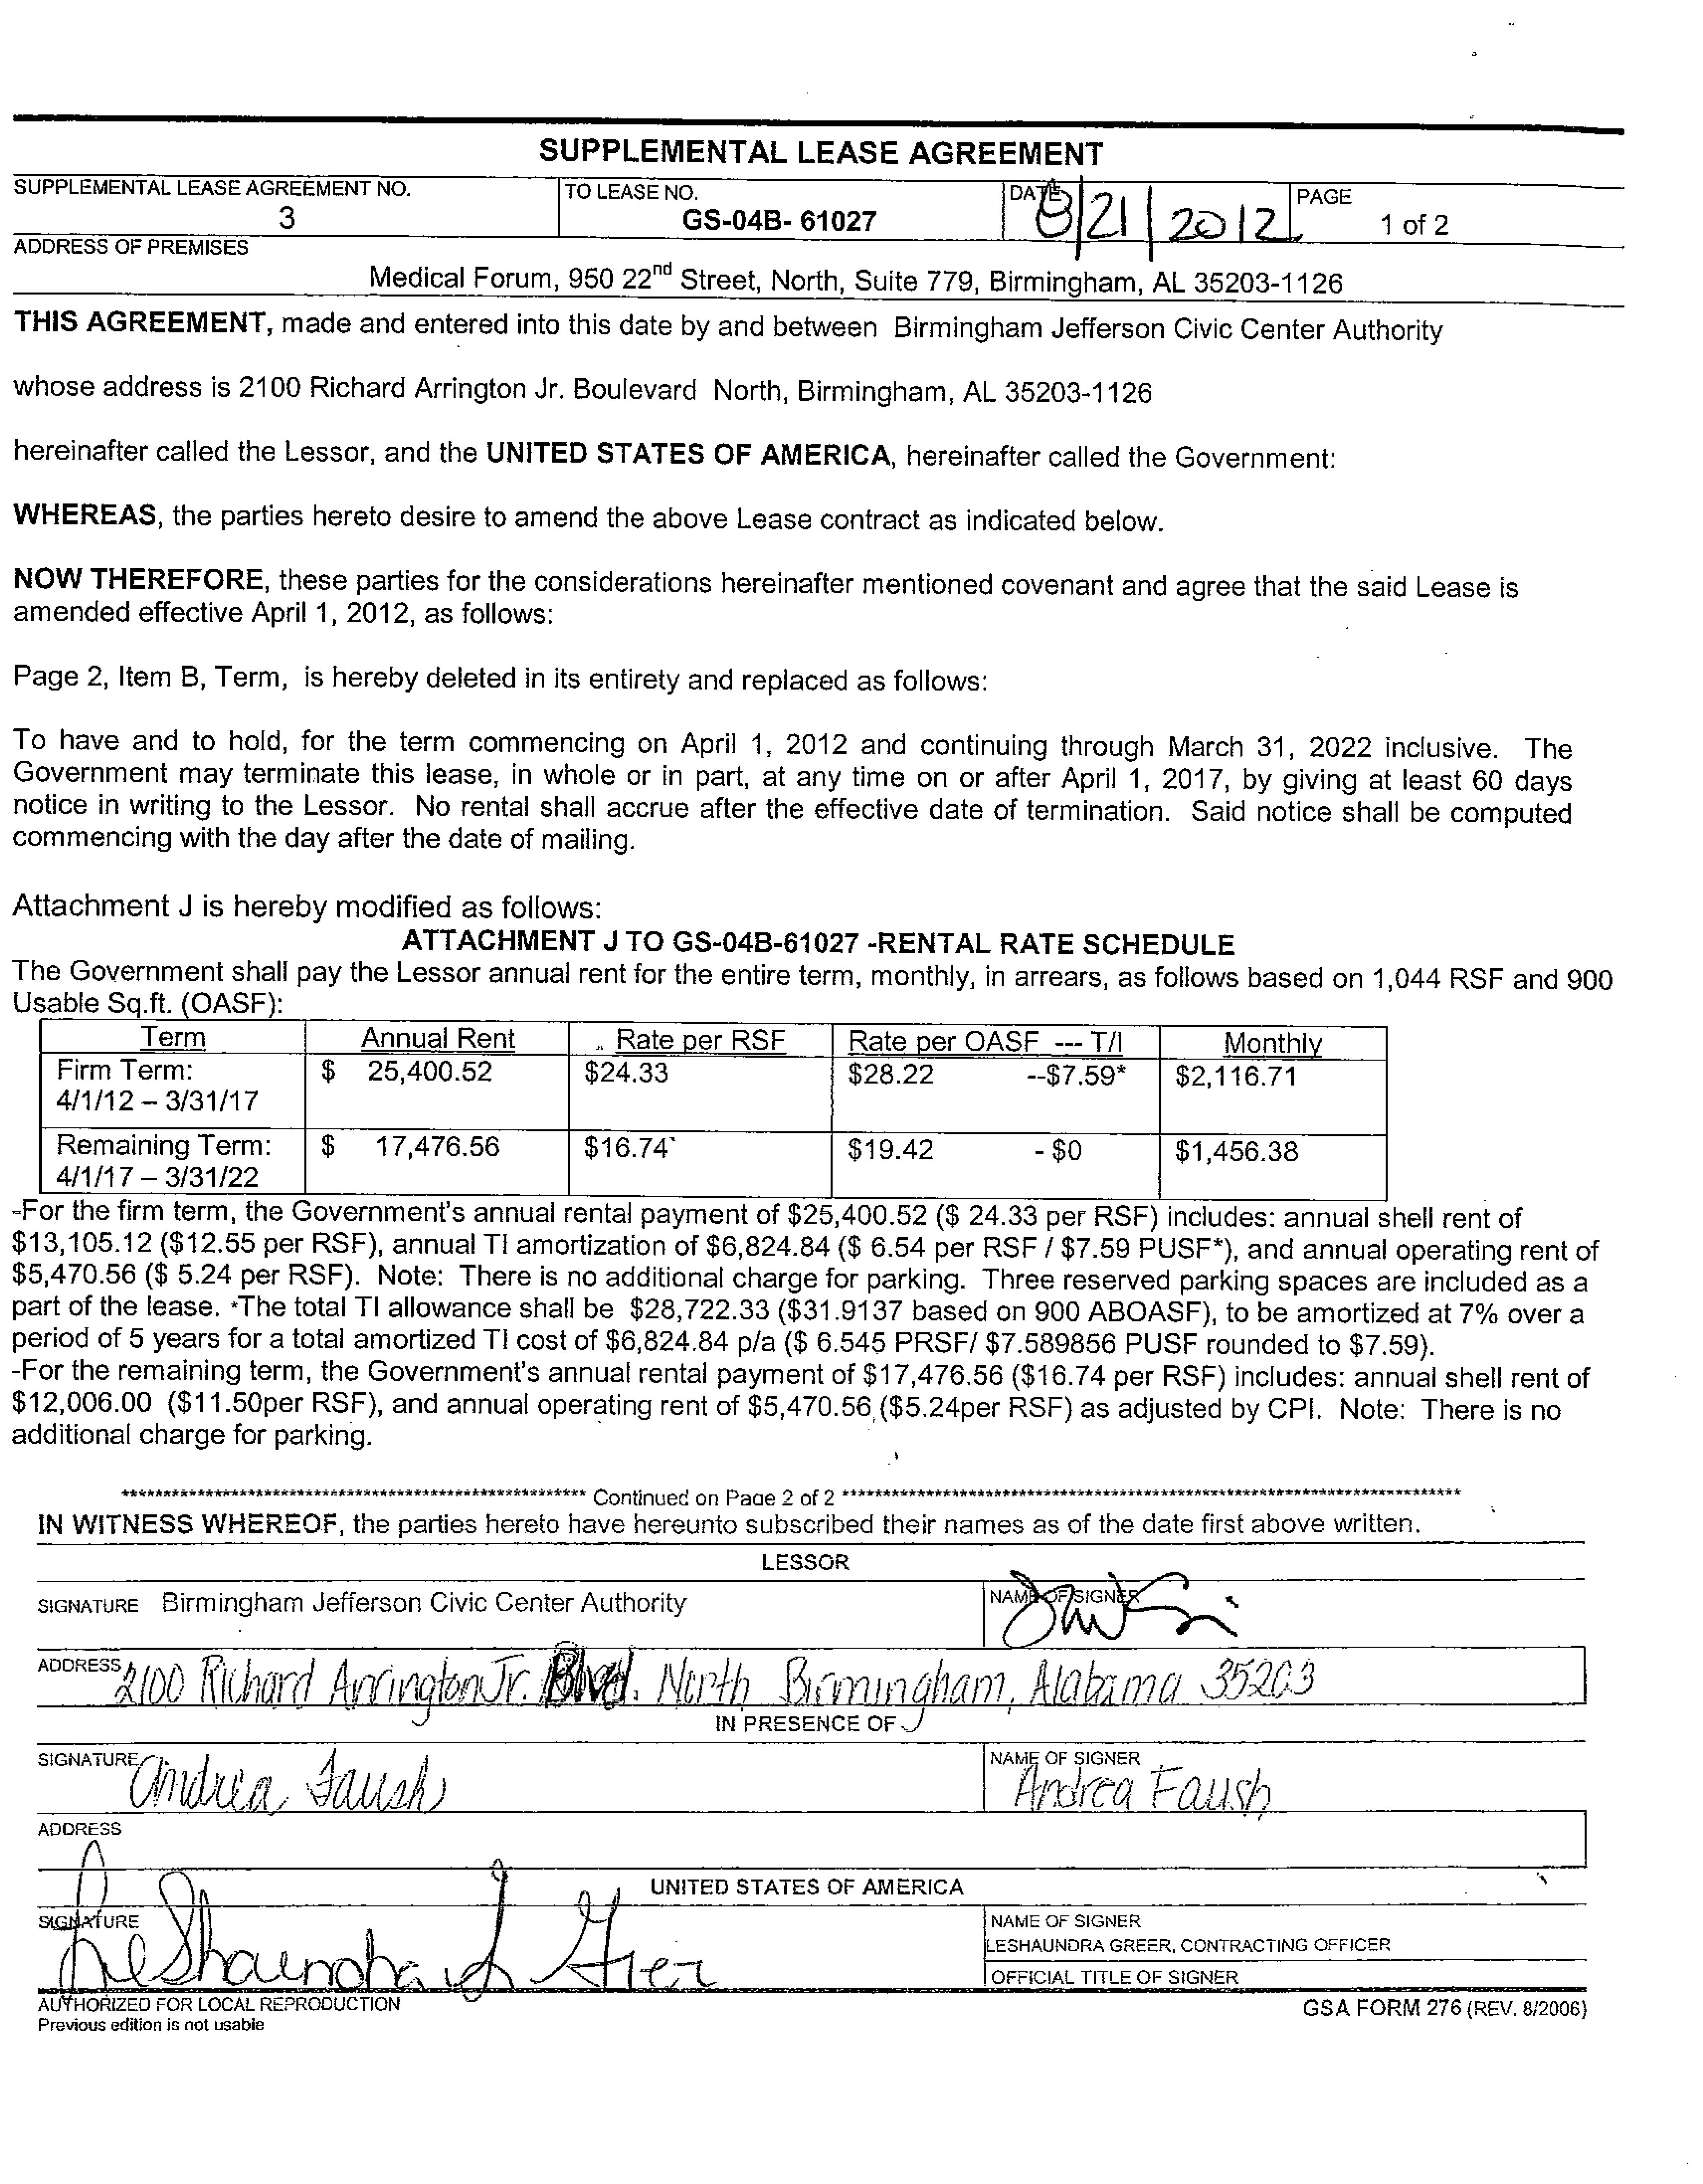 SUPPLEMENTAL LEASE AGREEMENT
SUPPLEMENTAL LEASE AGREEMENT NO. TO LEASE NO. DATE PAGE
3 GS-04B- 61027 8/21/2012 1 of 2
ADDRESS OF PREMISES
Medical Forum, 950 22nd Street, North, Suite 779, Birmingham, AL 35203-1126
THIS AGREEMENT, made and entered into this date by and between Birmingham Jefferson Civic Center Authority
whose address is 2100 Richard Arrington Jr. Boulevard North, Birmingham, AL 35203-1126
hereinafter called the Lessor, and the UNITED STATES OF AMERICA, hereinafter called the Government:
WHEREAS, the parties hereto desire to amend the above Lease contract as indicated below.
NOW THEREFORE, these parties for the considerations hereinafter mentioned covenant and agree that the said Lease is
amended effective April 1, 2012, as follows:
Page 2, Item B, Term, is hereby deleted in its entirety and replaced as follows:
To have and to hold, for the term commencing on April 1, 2012 and continuing through March 31, 2022 inclusive. The
Government may terminate this lease, in whole or in part, at any time on or after April 1, 2017, by giving at least 60 days
notice in writing to the Lessor. No rental shall accrue after the effective date of termination. Said notice shall be computed
commencing with the day after the date of mailing.
Attachment J is hereby modified as follows:
ATTACHMENT J TO GS-04B-61027 -RENTAL RATE SCHEDULE
The Government shall pay the Lessor annual rent for the entire term, monthly, in arrears, as follows based on 1,044 RSF and 900
Usable Sq.ft. (OASF):
Term Annual Rent Rate per RSF Rate per OASF --- T/I Monthly
Firm Term: $ 25,400.52 $24.33 $28.22 --$7.59* $2,116.71
4/1/12 – 3/31/17
Remaining Term: $ 17,476.56 $16.74 $19.42 - $0 $1,456.38
4/1/17 – 3/31/22
-For the firm term, the Government's annual rental payment of $25,400.52 ($ 24.33 per RSF) includes: annual shell rent of
$13,105.12 ($12.55 per RSF), annual TI amortization of $6,824.84 ($ 6.54 per RSF / $7.59 PUSF*), and annual operating rent of
$5,470.56 ($ 5.24 per RSF). Note: There is no additional charge for parking. Three reserved parking spaces are included as a
part of the lease. *The total TI allowance shall be $28,722.33 ($31.9137 based on 900 ABOASF), to be amortized at 7% over a
period of 5 years for a total amortized TI cost of $6,824.84 p/a ($ 6.545 PRSF/ $7.589856 PUSF rounded to $7.59).
-For the remaining term, the Government's annual rental payment of $17,476.56 ($16.74 per RSF) includes: annual shell rent of
$12,006.00 ($11.50per RSF), and annual operating rent of $5,470.56 ($5.24per RSF) as adjusted by CPI. Note: There is no
additional charge for parking.
******************************************************* Continued on Page 2 of 2 *************************************************************************
IN WITNESS WHEREOF, the parties hereto have hereunto subscribed their names as of the date first above written.
LESSOR
SIGNATURE Birmingham Jefferson Civic Center Authority NAME OF SIGNER
ADDRESS 2100 Richard Arrington Jr. Blvd. North Birmingham, Alabama 35203
IN PRESENCE OF
SIGNATURE Andrea Faush NAME OF SIGNER
Andrea Faush
ADDRESS
UNITED STATES OF AMERICA
SIGNATURE LeShaundra Greer NAME OF SIGNER
LESHAUNDRA GREER, CONTRACTING OFFICER
OFFICIAL TITLE OF SIGNER
AUTHORIZED FOR LOCAL REPRODUCTION GSA FORM 276 (REV. 8/2006)
Previous edition is not usable